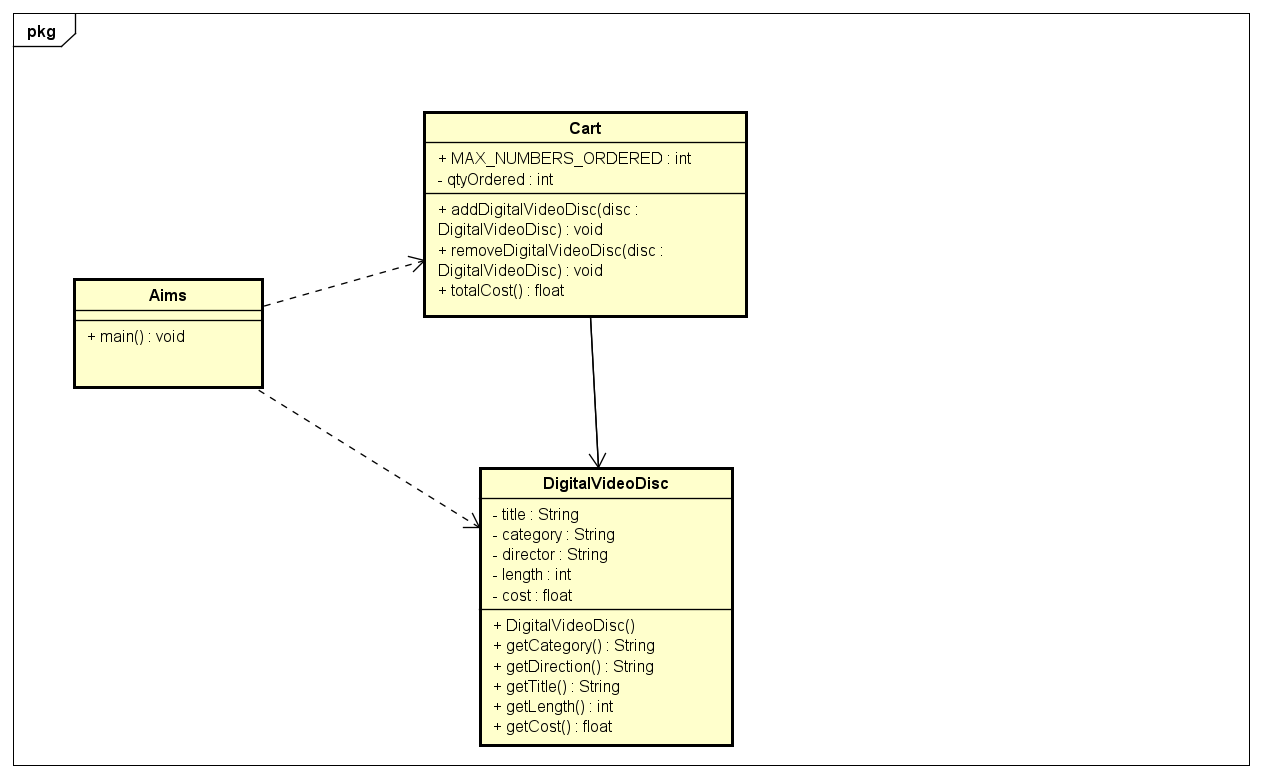 pkg
Cart
+ MAX_NUMBERS_ORDERED : int
- qtyOrdered : int
+ addDigitalVideoDisc(disc :
DigitalVideoDisc) : void
+ removeDigitalVideoDisc(disc :
DigitalVideoDisc) : void
+ totalCost() : float
Aims
+ main() : void
DigitalVideoDisc
- title : String
- category : String
- director : String
- length : int
- cost : float
+ DigitalVideoDisc()
+ getCategory() : String
+ getDirection() : String
+ getTitle() : String
+ getLength() : int
+ getCost() : float